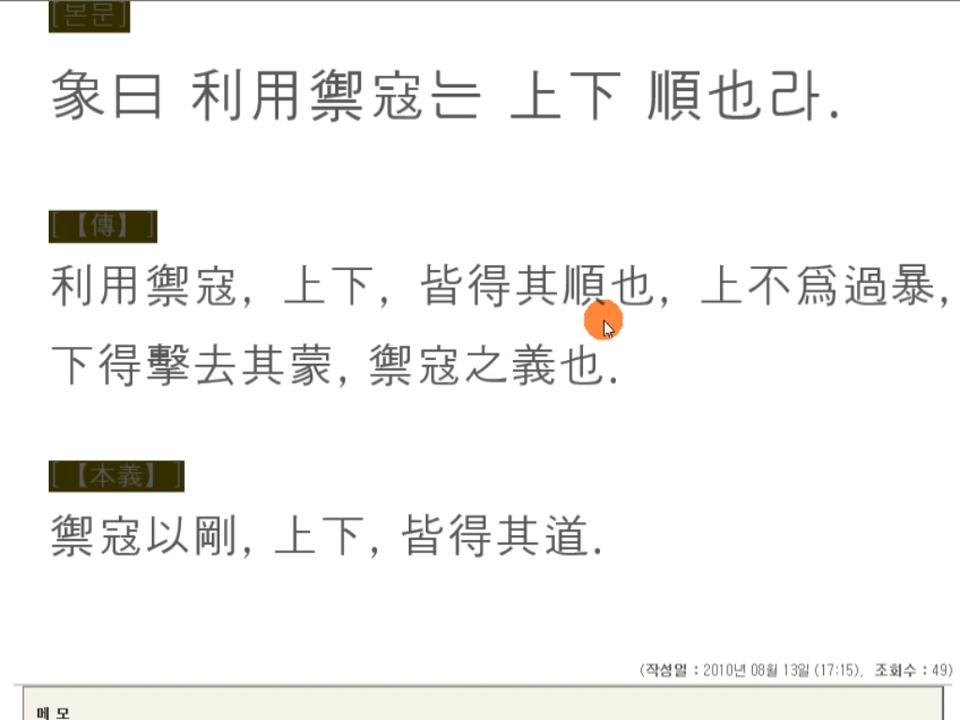 [본문]
象曰 利用禦寇는 上下 順也라.
[【傳】]
利用禦寇, 上下, 皆得其順也, 上不爲過暴,
下得擊去其蒙, 禦寇之義也.
[【本義】]
禦寇以剛, 上下, 皆得其道.
(작성일 : 2010년 08월 13일 (17:15), 조회수 : 49)
메 모